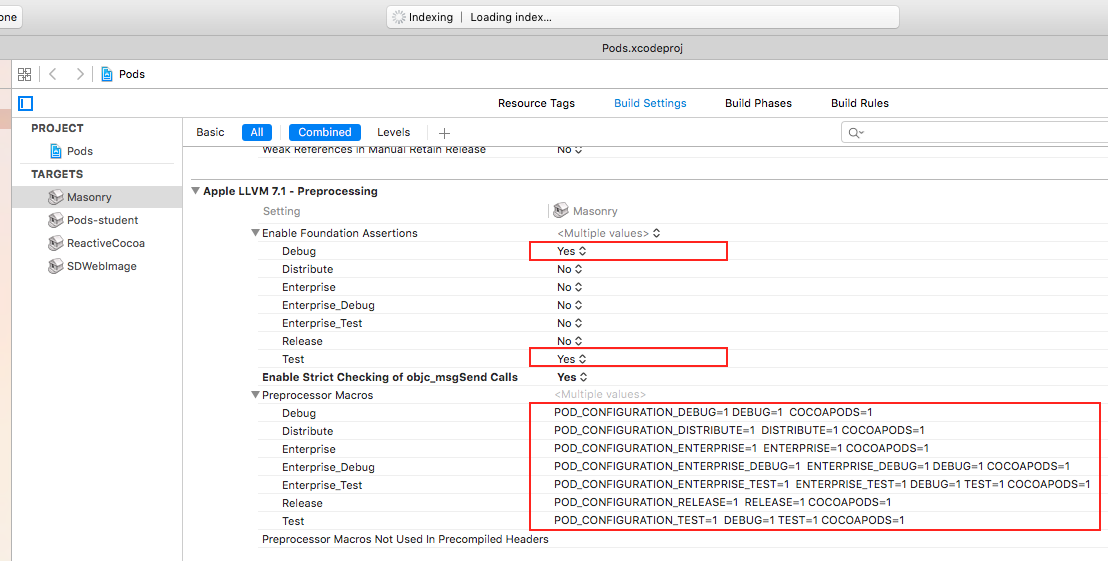 one
Indexing | Loading index...
Pods.xcodeproj
Pods
Resource Tags Build Settings Build Phases Build Rules
PROJECT
Pods
TARGETS
Masonry
Pods-student
ReactiveCocoa
SDWebImage
Basic All Combined Levels +
Weak References in Manual Retain Release No
Apple LLVM 7.1 - Preprocessing
Setting Masonry
Enable Foundation Assertions <Multiple values>
Debug Yes
Distribute No
Enterprise No
Enterprise_Debug No
Enterprise_Test No
Release No
Test Yes
Enable Strict Checking of objc_msgSend Calls Yes
Preprocessor Macros <Multiple values>
Debug POD_CONFIGURATION_DEBUG=1 DEBUG=1 COCOAPODS=1
Distribute POD_CONFIGURATION_DISTRIBUTE=1 DISTRIBUTE=1 COCOAPODS=1
Enterprise POD_CONFIGURATION_ENTERPRISE=1 ENTERPRISE=1 COCOAPODS=1
Enterprise_Debug POD_CONFIGURATION_ENTERPRISE_DEBUG=1 ENTERPRISE_DEBUG=1 DEBUG=1 COCOAPODS=1
Enterprise_Test POD_CONFIGURATION_ENTERPRISE_TEST=1 ENTERPRISE_TEST=1 DEBUG=1 TEST=1 COCOAPODS=1
Release POD_CONFIGURATION_RELEASE=1 RELEASE=1 COCOAPODS=1
Test POD_CONFIGURATION_TEST=1 DEBUG=1 TEST=1 COCOAPODS=1
Preprocessor Macros Not Used In Precompiled Headers